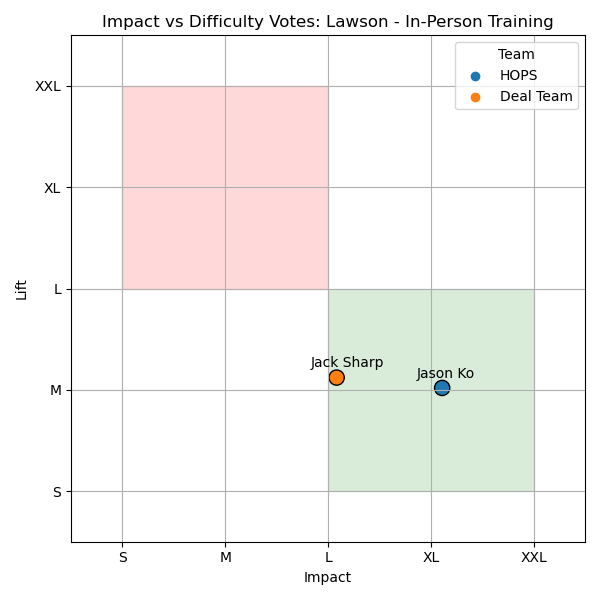 Impact vs Difficulty Votes: Lawson - In-Person Training
Team
HOPS
Deal Team
XXL
XL
L
M
S
Lift
Jack Sharp
Jason Ko
S
M
L
XL
XXL
Impact